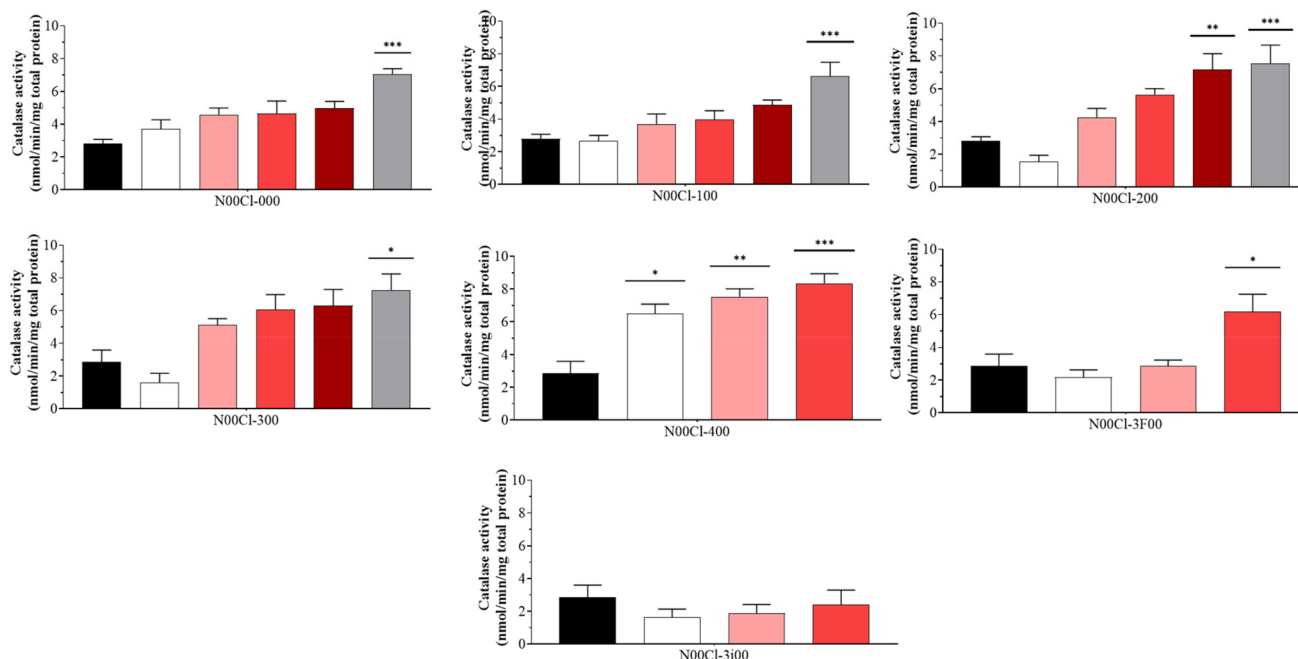 Catalase activity
(nmol/min/mg total protein)
10
8
6
4
2
0
***
N00Cl-000
Catalase activity
(nmol/min/mg total protein)
10
8
6
4
2
0
***
N00Cl-100
Catalase activity
(nmol/min/mg total protein)
10
8
6
4
2
0
**
***
N00Cl-200
Catalase activity
(nmol/min/mg total protein)
10
8
6
4
2
0
*
N00Cl-300
Catalase activity
(nmol/min/mg total protein)
10
8
6
4
2
0
*
**
***
N00Cl-400
Catalase activity
(nmol/min/mg total protein)
10
8
6
4
2
0
*
N00Cl-3F00
Catalase activity
(nmol/min/mg total protein)
10
8
6
4
2
0
N00Cl-3i00